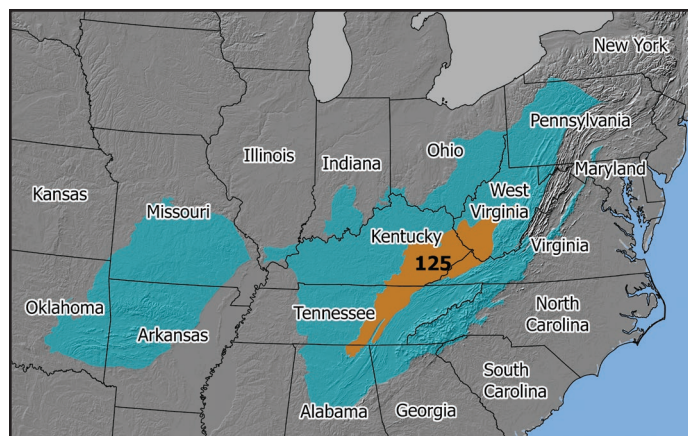 New York
Pennsylvania
Ohio
Illinois
Indiana
Maryland
Kansas
Missouri
West
Virginia
Kentucky
Virginia
125
Oklahoma
Tennessee
North
Carolina
Arkansas
South
Carolina
Alabama
Georgia